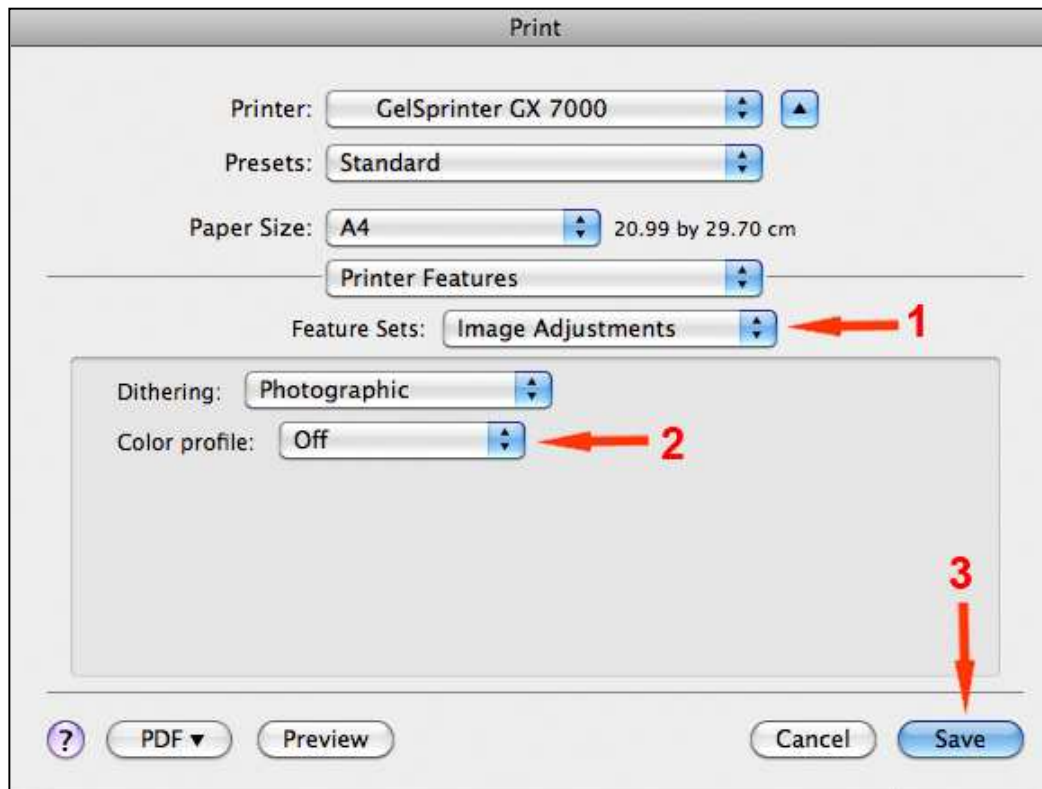 Print
Printer: GelSprinter GX 7000
Presets: Standard
Paper Size: A4 20.99 by 29.70 cm
Printer Features
Feature Sets: Image Adjustments 1
Dithering: Photographic
Color profile: Off 2
3
? PDF ▼ Preview Cancel Save